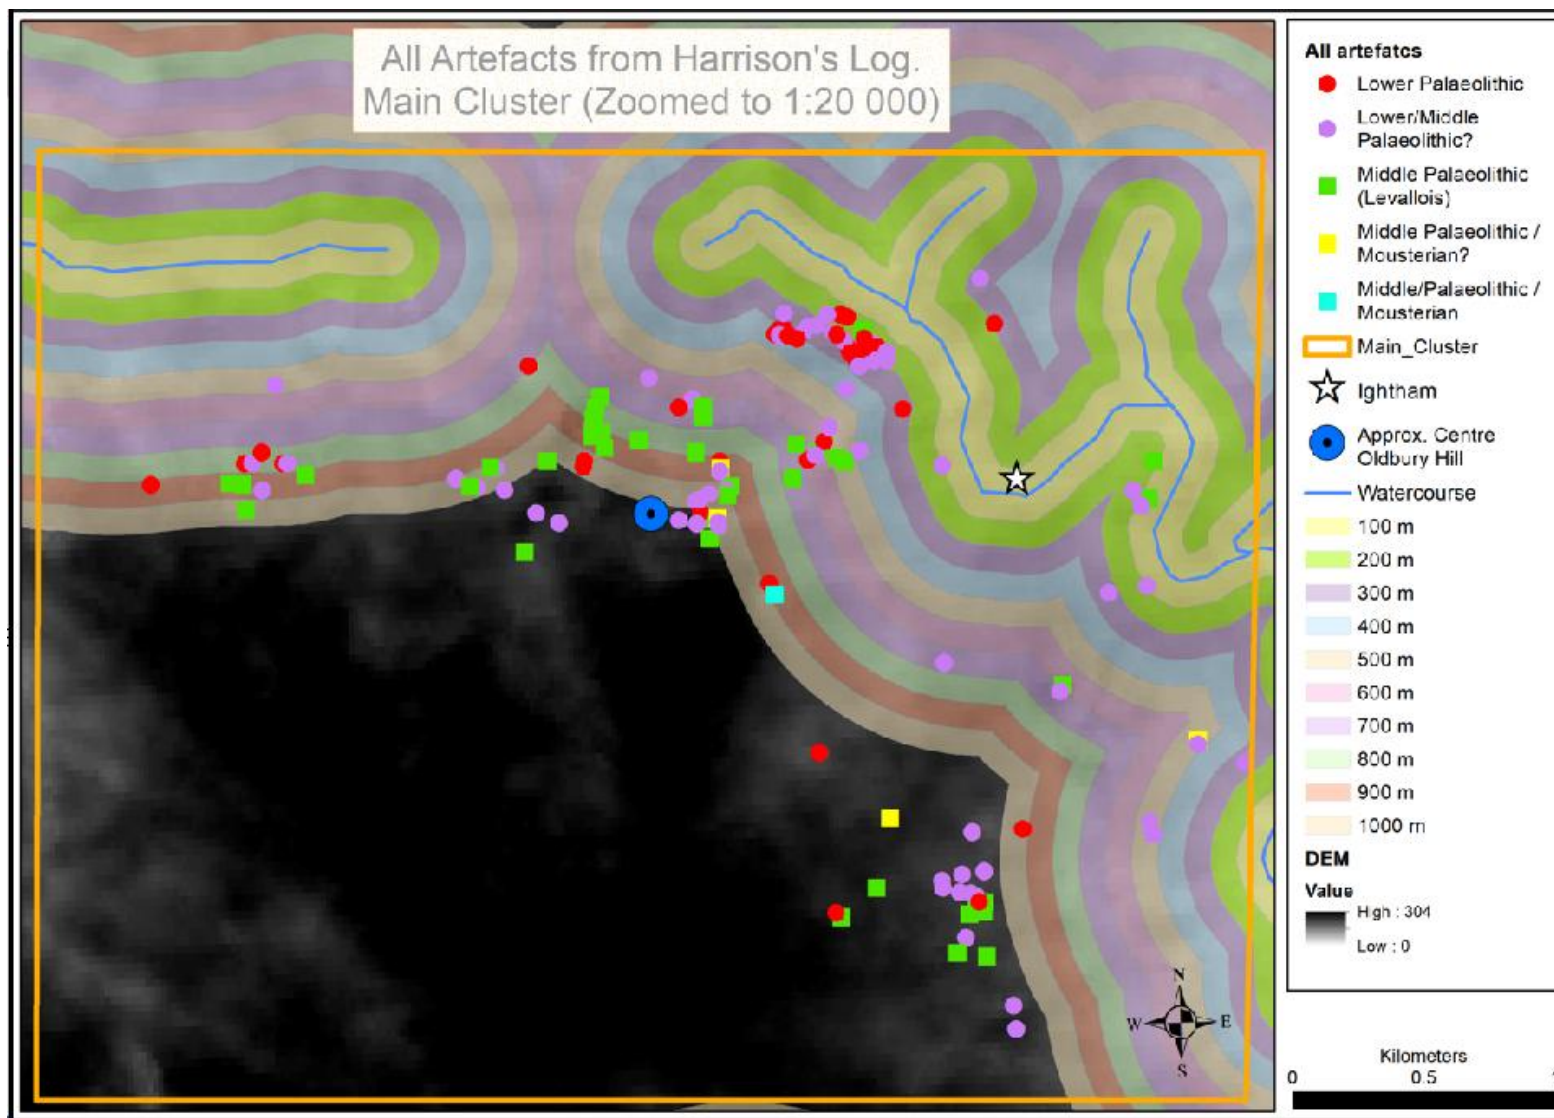 All Artefacts from Harrison's Log.
Main Cluster (Zoomed to 1:20 000)
All artefatcs
Lower Palaeolithic
Lower/Middle
Palaeolithic?
Middle Palaeolithic
(Levallois)
Middle Palaeolithic /
Mousterian?
Middle/Palaeolithic /
Mousterian
Main_Cluster
Ightham
Approx. Centre
Oldbury Hill
Watercourse
100 m
200 m
300 m
400 m
500 m
600 m
700 m
800 m
900 m
1000 m
DEM
Value
High : 304
Low : 0
N
W E
S
Kilometers
0 0.5 1